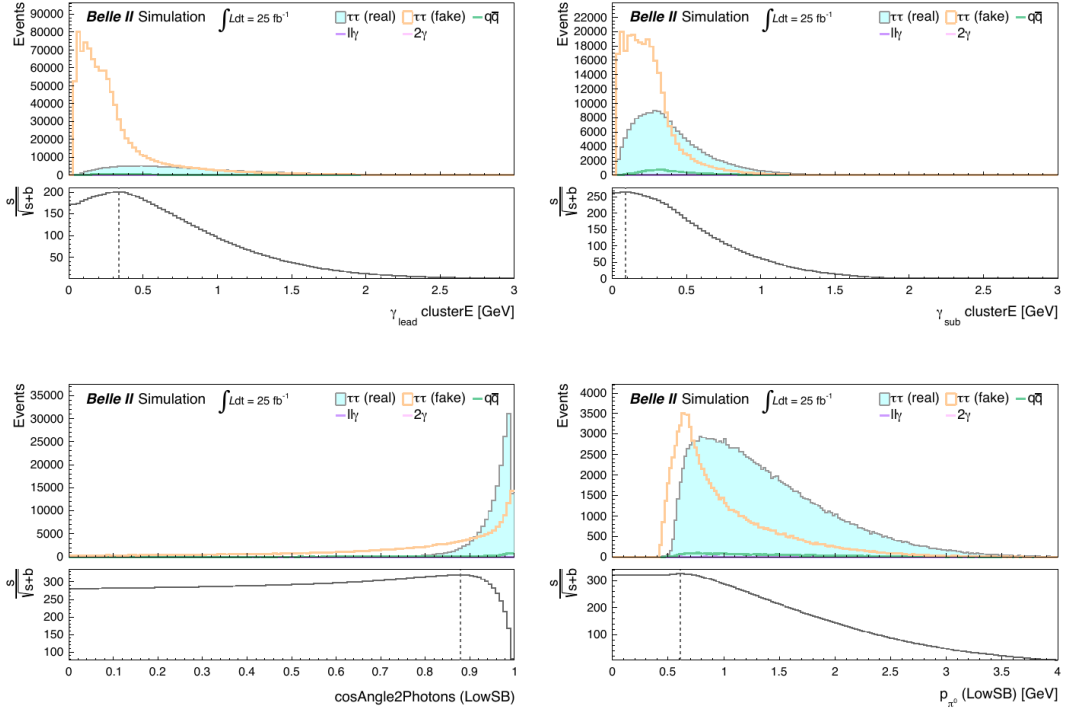 Events
Belle II Simulation ∫Ldt = 25 fb⁻¹ ττ (real) ττ (fake) qq̅
llγ 2γ
90000
80000
70000
60000
50000
40000
30000
20000
10000
0
s/√s+b
200
150
100
50
0 0.5 1 1.5 2 2.5 3
γ_lead clusterE [GeV]
Events
Belle II Simulation ∫Ldt = 25 fb⁻¹ ττ (real) ττ (fake) qq̅
llγ 2γ
22000
20000
18000
16000
14000
12000
10000
8000
6000
4000
2000
0
s/√s+b
250
200
150
100
50
0
0 0.5 1 1.5 2 2.5 3
γ_sub clusterE [GeV]
Events
Belle II Simulation ∫Ldt = 25 fb⁻¹ ττ (real) ττ (fake) qq̅
llγ 2γ
35000
30000
25000
20000
15000
10000
5000
0
s/√s+b
300
250
200
150
100
0 0.1 0.2 0.3 0.4 0.5 0.6 0.7 0.8 0.9 1
cosAngle2Photons (LowSB)
Events
Belle II Simulation ∫Ldt = 25 fb⁻¹ ττ (real) ττ (fake) qq̅
llγ 2γ
4000
3500
3000
2500
2000
1500
1000
500
0
s/√s+b
300
200
100
0 0.5 1 1.5 2 2.5 3 3.5 4
p_π⁰ (LowSB) [GeV]